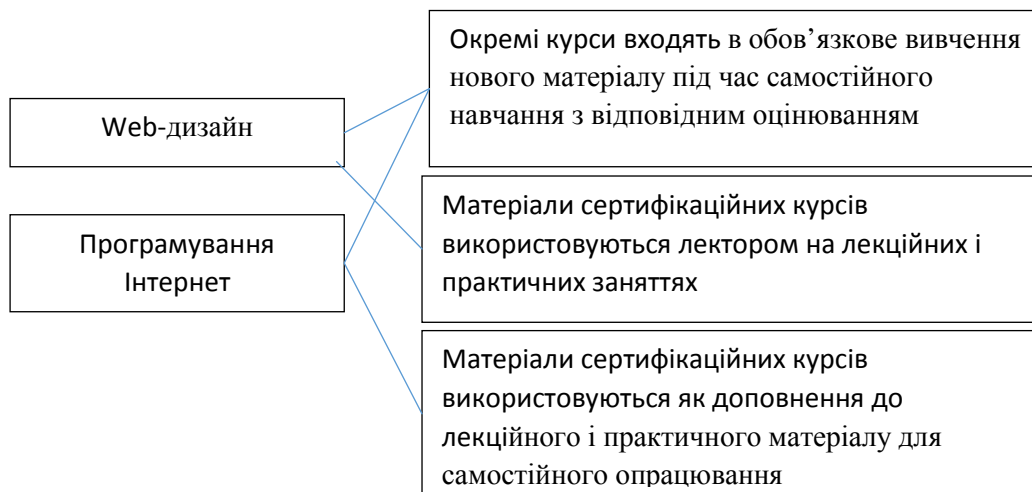 Web-дизайн
Програмування
Інтернет
Окремі курси входять в обов’язкове вивчення
нового матеріалу під час самостійного
навчання з відповідним оцінюванням
Матеріали сертифікаційних курсів
використовуються лектором на лекційних і
практичних заняттях
Матеріали сертифікаційних курсів
використовуються як доповнення до
лекційного і практичного матеріалу для
самостійного опрацювання